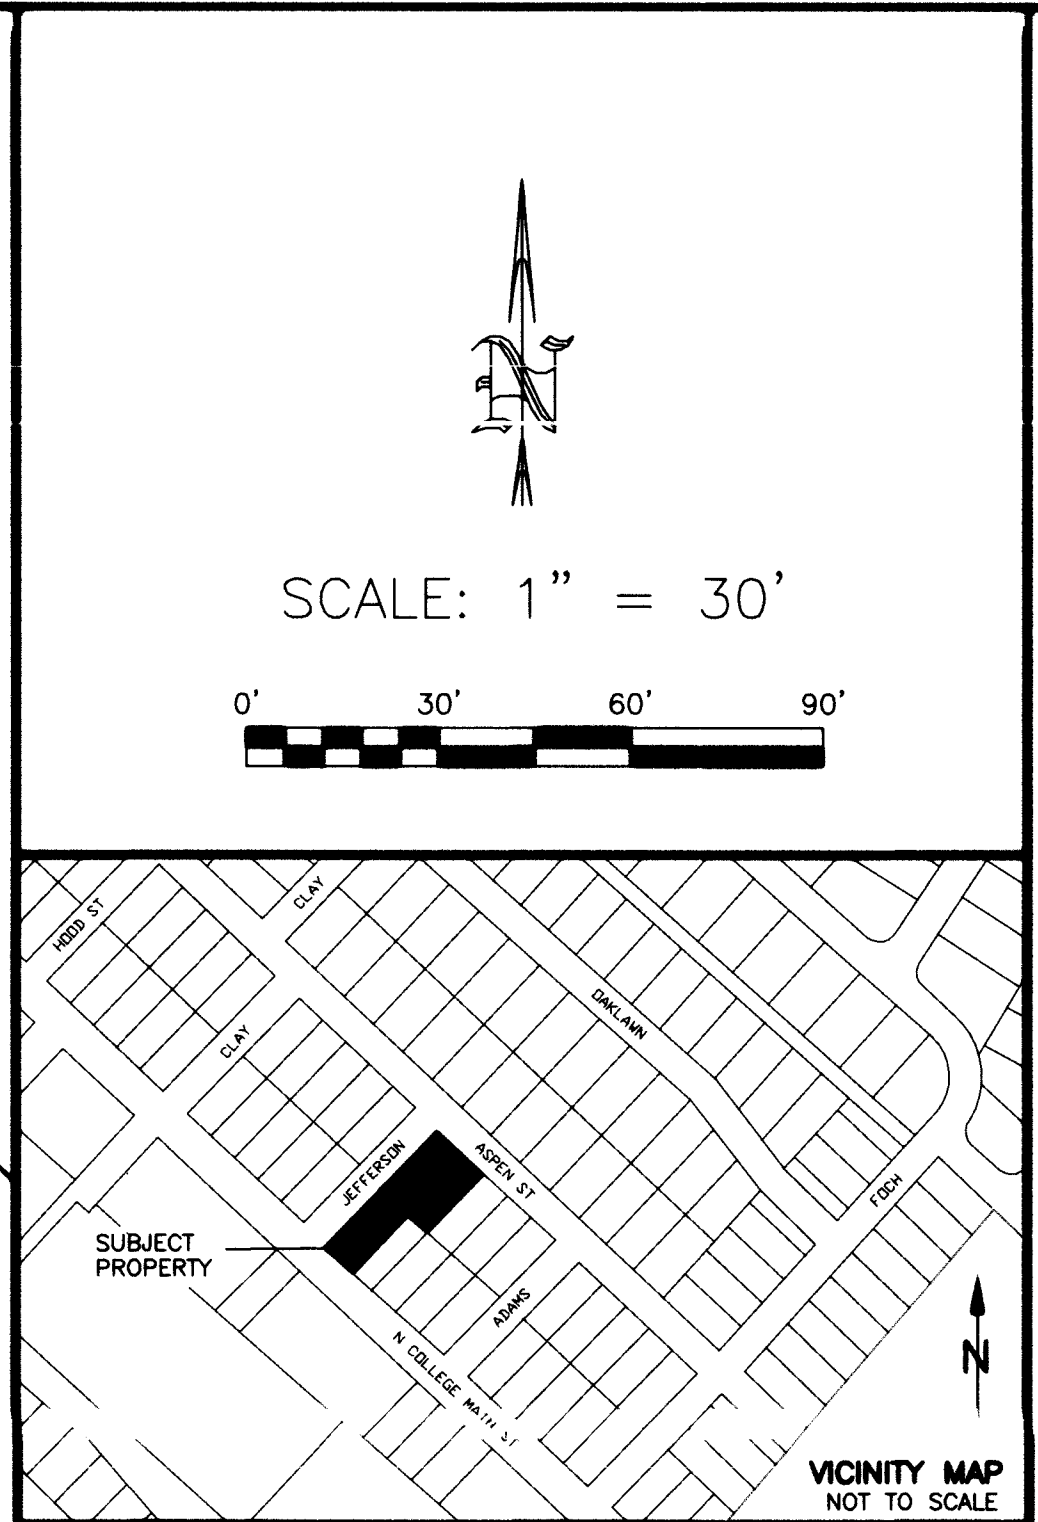 N
SCALE: 1" = 30'
0' 30' 60' 90'
HOOD ST
CLAY
CLAY
OAKLAWN
JEFFERSON
ASPEN ST
FOCH
SUBJECT
PROPERTY
ADAMS
N COLLEGE MAIN ST
N
VICINITY MAP
NOT TO SCALE